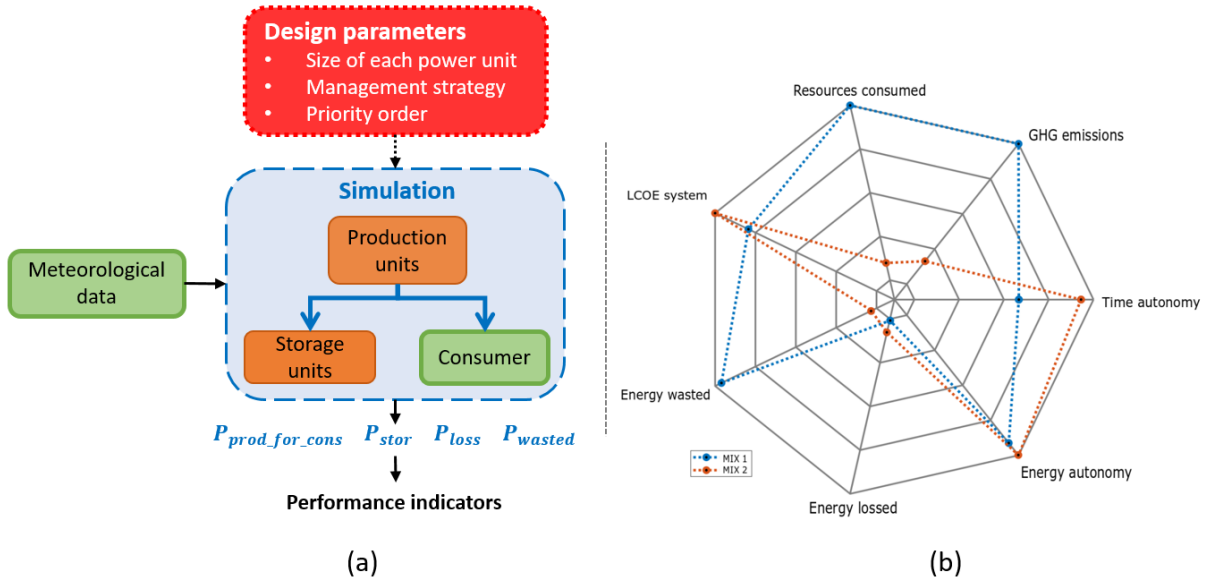 Design parameters
• Size of each power unit
• Management strategy
• Priority order
Simulation
Production
units
Meteorological
data
Storage
units
Consumer
P_prod_for_cons P_stor P_loss P_wasted
Performance indicators
(a)
Resources consumed
GHG emissions
LCOE system
Time autonomy
Energy wasted
Energy autonomy
Energy lossed
MIX 1
MIX 2
(b)